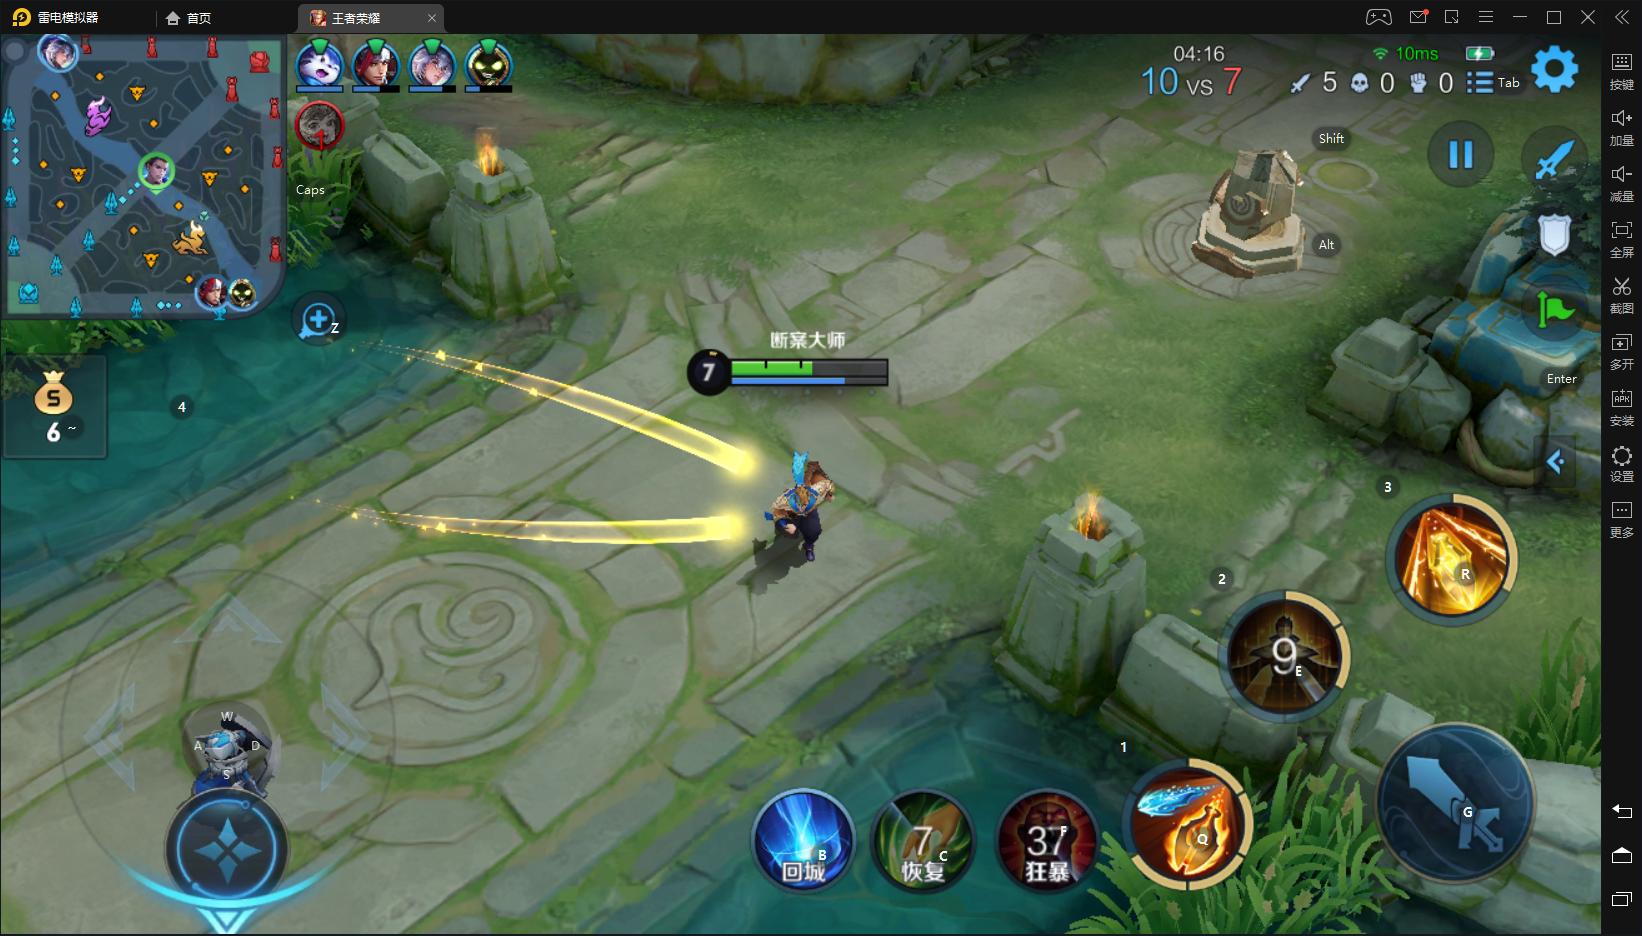 雷电模拟器
首页
王者荣耀
04:16
10ms
10 VS 7
5
0
0
Tab
1
Caps
Shift
Alt
Z
断案大师
7
S
6 ~
4
Enter
3
R
2
9
E
W
A
D
S
1
Q
G
B
回城
7
C
恢复
37
F
狂暴
按键
加量
减量
全屏
截图
多开
APK
安装
设置
更多